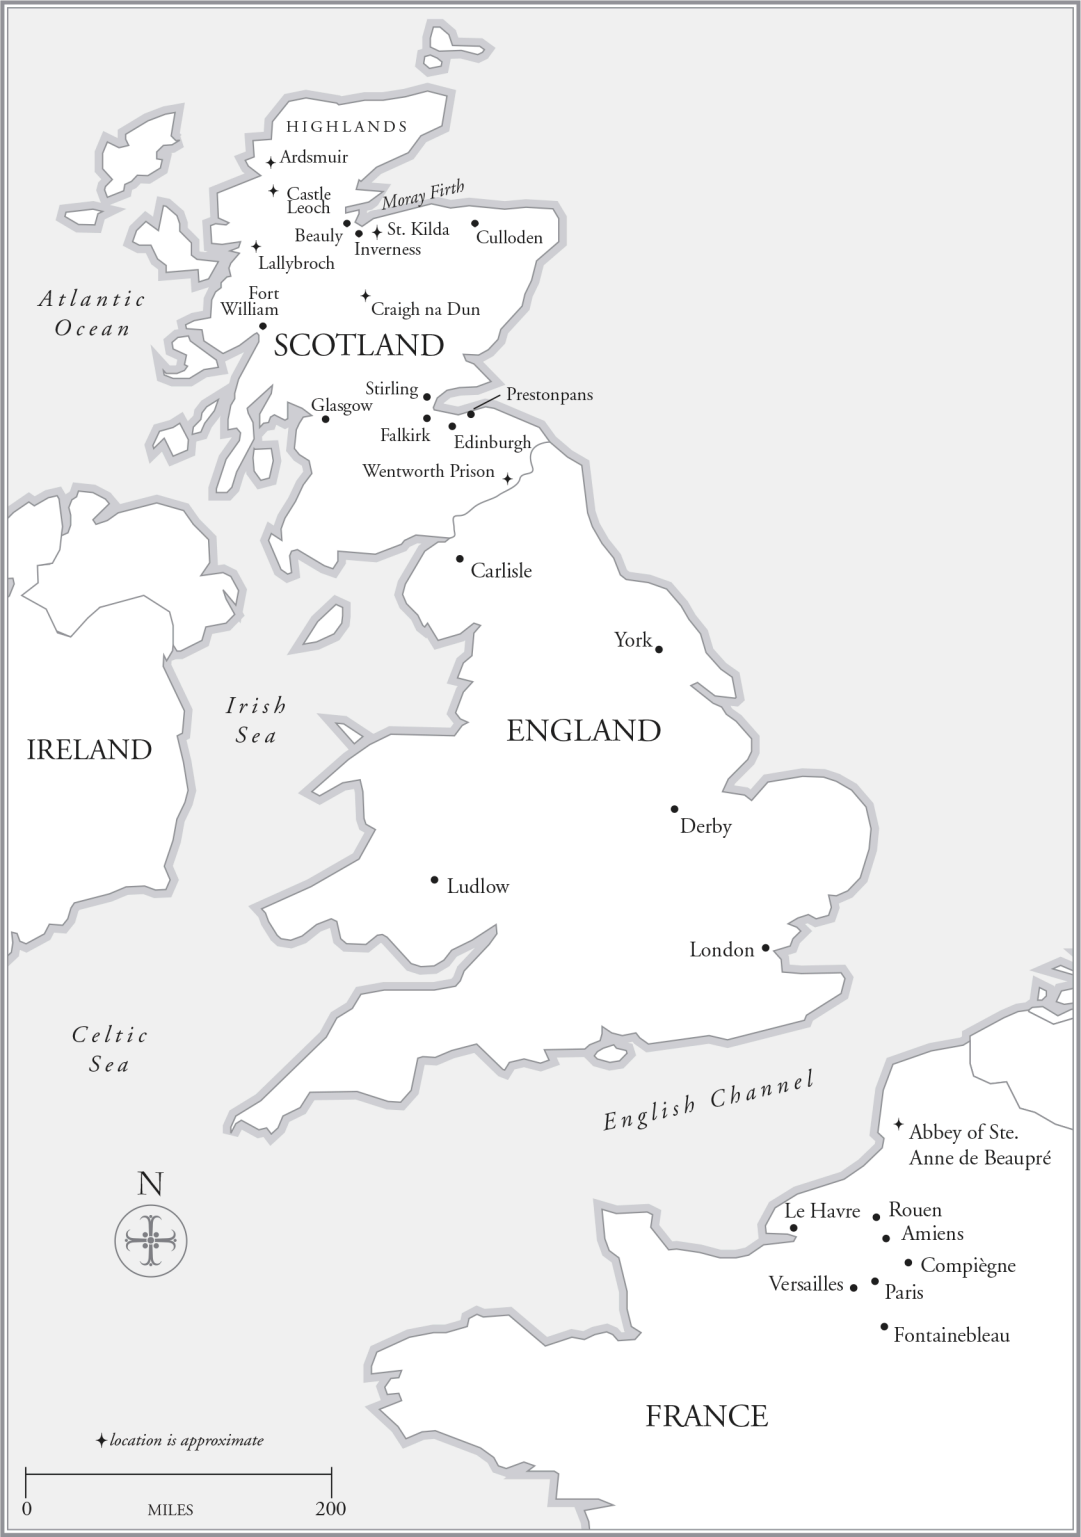 HIGHLANDS
Ardsmuir
Castle
Leoch
Moray Firth
Beauly
St. Kilda
Culloden
Inverness
Lallybroch
Atlantic
Ocean
Fort
William
Craigh na Dun
SCOTLAND
Stirling
Prestonpans
Glasgow
Falkirk
Edinburgh
Wentworth Prison
Carlisle
York
Irish
Sea
ENGLAND
IRELAND
Derby
Ludlow
London
Celtic
Sea
English Channel
Abbey of Ste.
Anne de Beaupré
N
Le Havre
Rouen
Amiens
Compiègne
Versailles
Paris
Fontainebleau
FRANCE
location is approximate
0
MILES
200